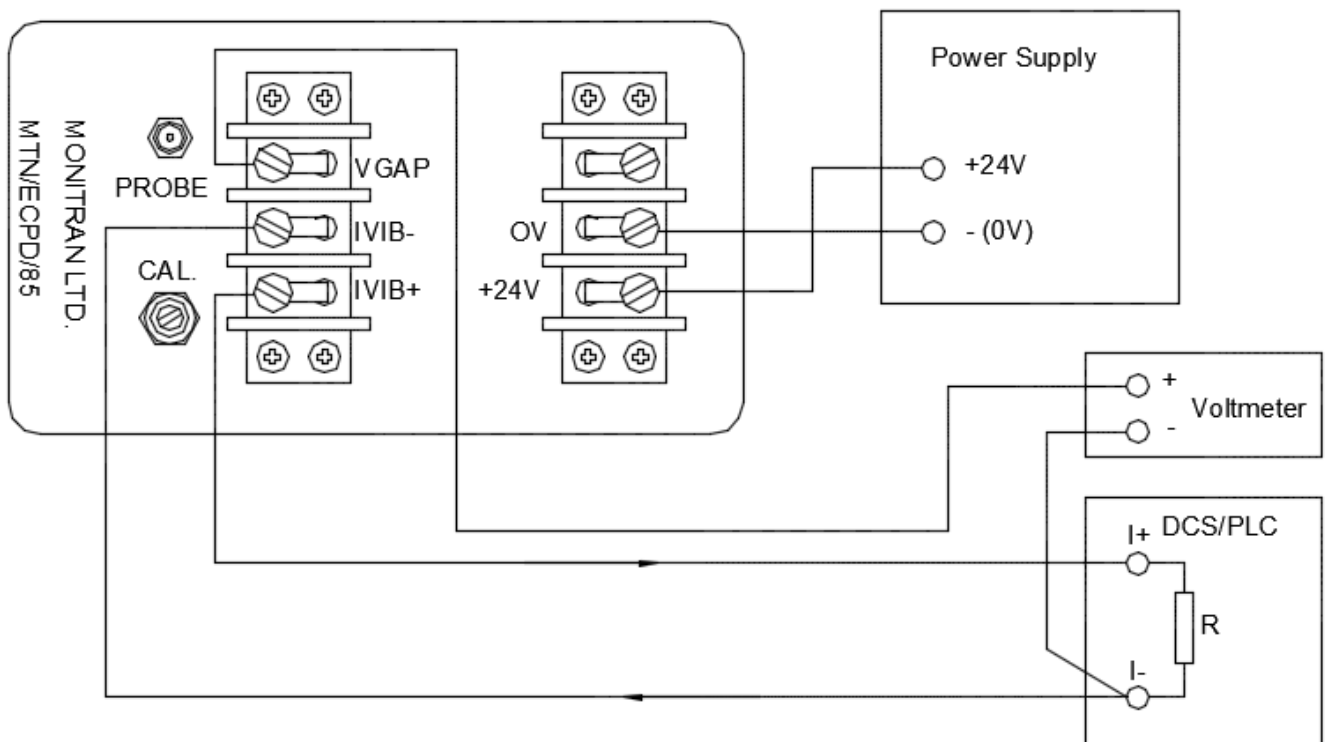 MONITRAN LTD.
MTN/ECPD/85
PROBE
CAL.
VGAP
IVIB-
IVIB+
OV
+24V
Power Supply
+24V
- (0V)
+
Voltmeter
-
DCS/PLC
I+
R
I-